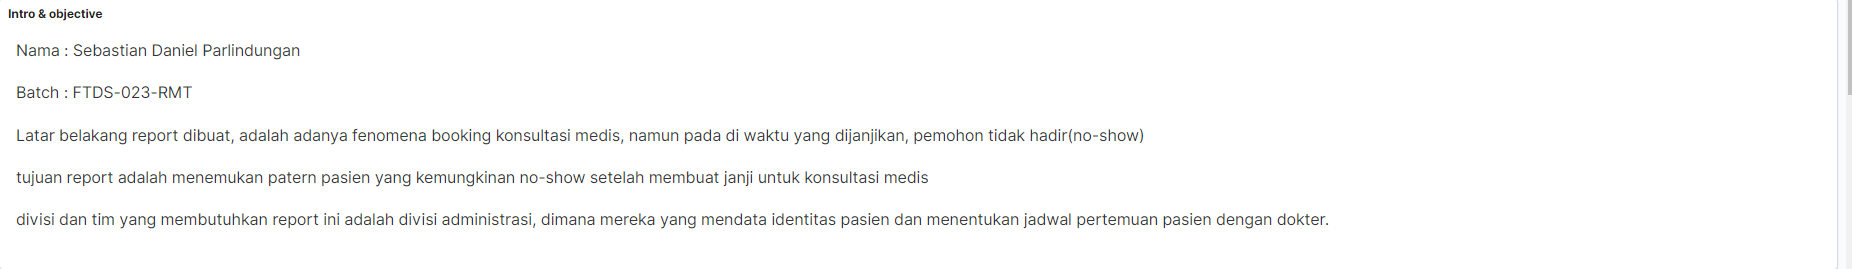 Intro & objective
Nama : Sebastian Daniel Parlindungan
Batch : FTDS-023-RMT
Latar belakang report dibuat, adalah adanya fenomena booking konsultasi medis, namun pada di waktu yang dijanjikan, pemohon tidak hadir(no-show)
tujuan report adalah menemukan patern pasien yang kemungkinan no-show setelah membuat janji untuk konsultasi medis
divisi dan tim yang membutuhkan report ini adalah divisi administrasi, dimana mereka yang mendata identitas pasien dan menentukan jadwal pertemuan pasien dengan dokter.